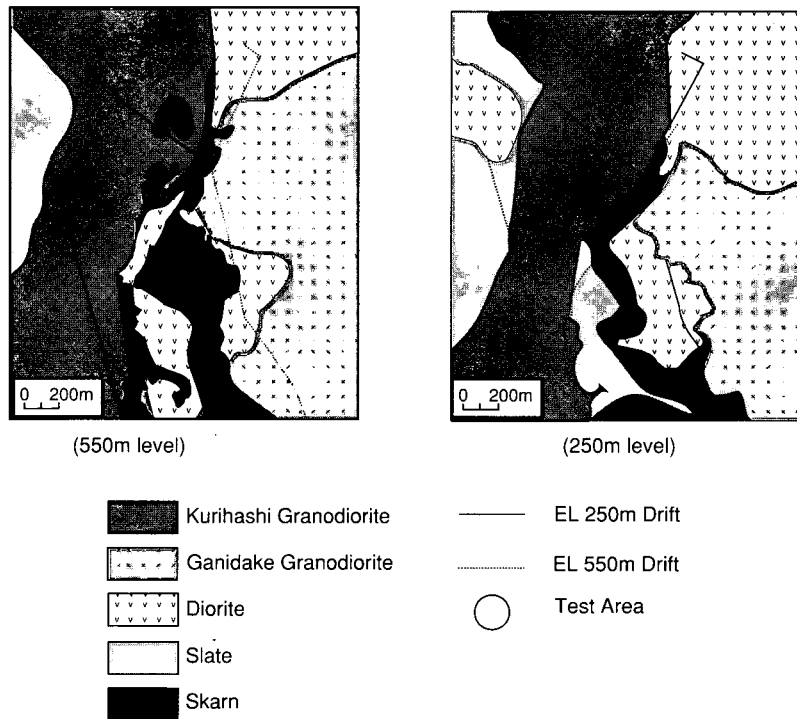 0 200m
0 200m
(550m level)
(250m level)
Kurihashi Granodiorite
Ganidake Granodiorite
Diorite
Slate
Skarn
EL 250m Drift
EL 550m Drift
Test Area